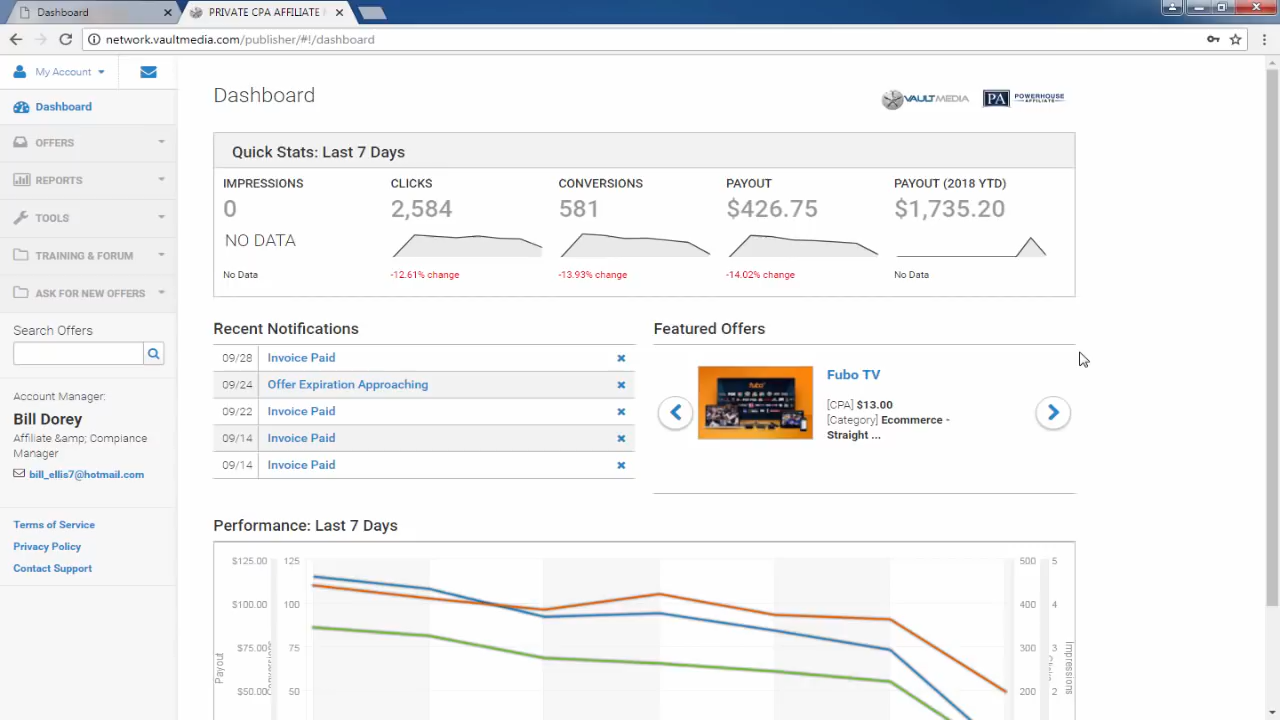 Dashboard
PRIVATE CPA AFFILIATE
network.vaultmedia.com/publisher/#!/dashboard
My Account
Dashboard
OFFERS
REPORTS
TOOLS
TRAINING & FORUM
ASK FOR NEW OFFERS
Search Offers
Account Manager:
Bill Dorey
Affiliate &amp; Compliance
Manager
bill_ellis7@hotmail.com
Terms of Service
Privacy Policy
Contact Support
Dashboard
VAULTMEDIA
PA POWERHOUSE
AFFILIATE
Quick Stats: Last 7 Days
IMPRESSIONS CLICKS CONVERSIONS PAYOUT PAYOUT (2018 YTD)
0 2,584 581 $426.75 $1,735.20
NO DATA
No Data -12.61% change -13.93% change -14.02% change No Data
Recent Notifications
09/28 Invoice Paid
09/24 Offer Expiration Approaching
09/22 Invoice Paid
09/14 Invoice Paid
09/14 Invoice Paid
Featured Offers
fubo
Fubo TV
[CPA] $13.00
[Category] Ecommerce -
Straight ...
Performance: Last 7 Days
$125.00 125 500 5
$100.00 100 400 4
$75.00 75 300 3
$50.00 50 200 2
Payout
Impressions